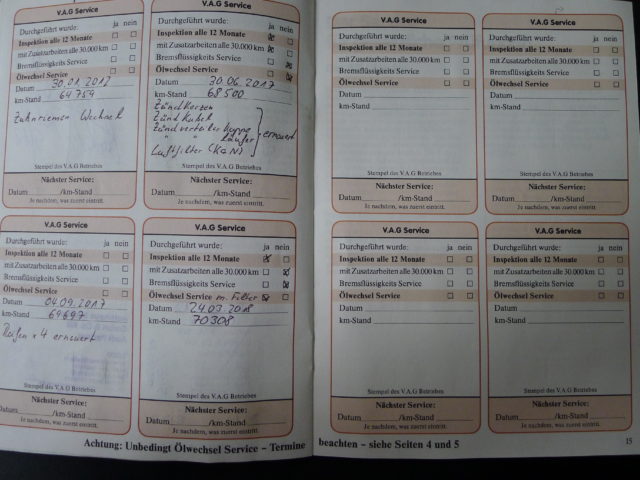 V.A.G Service
Durchgeführt wurde: ja nein
Inspektion alle 12 Monate
mit Zusatzarbeiten alle 30.000 km
Bremsflüssigkeits Service
Ölwechsel Service
Datum 30.01.2017
km-Stand 64754
Zahnriemen Wechsel
Stempel des V.A.G Betriebes
Nächster Service:
Datum /km-Stand
Je nachdem, was zuerst eintritt.
V.A.G Service
Durchgeführt wurde: ja nein
Inspektion alle 12 Monate
mit Zusatzarbeiten alle 30.000 km
Bremsflüssigkeits Service
Ölwechsel Service
Datum 30.06.2017
km-Stand 68500
Zündkerzen
Zündkabel
Zündverteiler kappe
" " läufer
erneuert
Luftfilter (K&N)
Stempel des V.A.G Betriebes
Nächster Service:
Datum /km-Stand
Je nachdem, was zuerst eintritt.
V.A.G Service
Durchgeführt wurde: ja nein
Inspektion alle 12 Monate
mit Zusatzarbeiten alle 30.000 km
Bremsflüssigkeits Service
Ölwechsel Service
Datum
km-Stand
Stempel des V.A.G Betriebes
Nächster Service:
Datum /km-Stand
Je nachdem, was zuerst eintritt.
V.A.G Service
Durchgeführt wurde: ja nein
Inspektion alle 12 Monate
mit Zusatzarbeiten alle 30.000 km
Bremsflüssigkeits Service
Ölwechsel Service
Datum
km-Stand
Stempel des V.A.G Betriebes
Nächster Service:
Datum /km-Stand
Je nachdem, was zuerst eintritt.
V.A.G Service
Durchgeführt wurde: ja nein
Inspektion alle 12 Monate
mit Zusatzarbeiten alle 30.000 km
Bremsflüssigkeits Service
Ölwechsel Service
Datum 04.09.2017
km-Stand 69697
Reifen x 4 erneuert
Stempel des V.A.G Betriebes
Nächster Service:
Datum /km-Stand
Je nachdem, was zuerst eintritt.
V.A.G Service
Durchgeführt wurde: ja nein
Inspektion alle 12 Monate
mit Zusatzarbeiten alle 30.000 km
Bremsflüssigkeits Service
Ölwechsel Service m. Filter
Datum 24.03.2018
km-Stand 70308
Stempel des V.A.G Betriebes
Nächster Service:
Datum /km-Stand
Je nachdem, was zuerst eintritt.
V.A.G Service
Durchgeführt wurde: ja nein
Inspektion alle 12 Monate
mit Zusatzarbeiten alle 30.000 km
Bremsflüssigkeits Service
Ölwechsel Service
Datum
km-Stand
Stempel des V.A.G Betriebes
Nächster Service:
Datum /km-Stand
Je nachdem, was zuerst eintritt.
V.A.G Service
Durchgeführt wurde: ja nein
Inspektion alle 12 Monate
mit Zusatzarbeiten alle 30.000 km
Bremsflüssigkeits Service
Ölwechsel Service
Datum
km-Stand
Stempel des V.A.G Betriebes
Nächster Service:
Datum /km-Stand
Je nachdem, was zuerst eintritt.
Achtung: Unbedingt Ölwechsel Service – Termine beachten – siehe Seiten 4 und 5
15